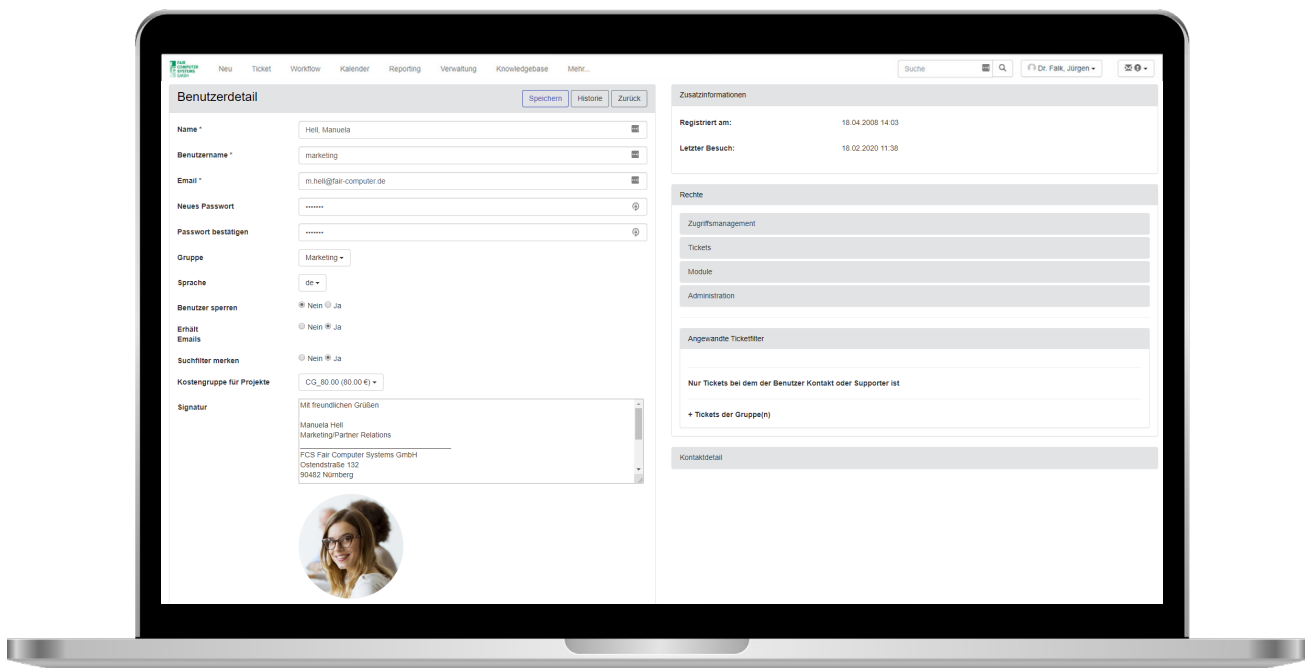 FAIR
COMPUTER
SYSTEMS
GMBH
Neu Ticket Workflow Kalender Reporting Verwaltung Knowledgebase Mehr...
Suche
Dr. Falk, Jürgen
Benutzerdetail
Speichern Historie Zurück
Name * Hell, Manuela
Benutzername * marketing
Email * m.hell@fair-computer.de
Neues Passwort •••••••
Passwort bestätigen •••••••
Gruppe Marketing
Sprache de
Benutzer sperren Nein Ja
Erhält
Emails Nein Ja
Suchfilter merken Nein Ja
Kostengruppe für Projekte CG_80.00 (80.00 €)
Signatur
Mit freundlichen Grüßen
Manuela Hell
Marketing/Partner Relations
FCS Fair Computer Systems GmbH
Ostendstraße 132
90482 Nürnberg
Zusatzinformationen
Registriert am: 18.04.2008 14:03
Letzter Besuch: 18.02.2020 11:38
Rechte
Zugriffsmanagement
Tickets
Module
Administration
Angewandte Ticketfilter
Nur Tickets bei dem der Benutzer Kontakt oder Supporter ist
+ Tickets der Gruppe(n)
Kontaktdetail